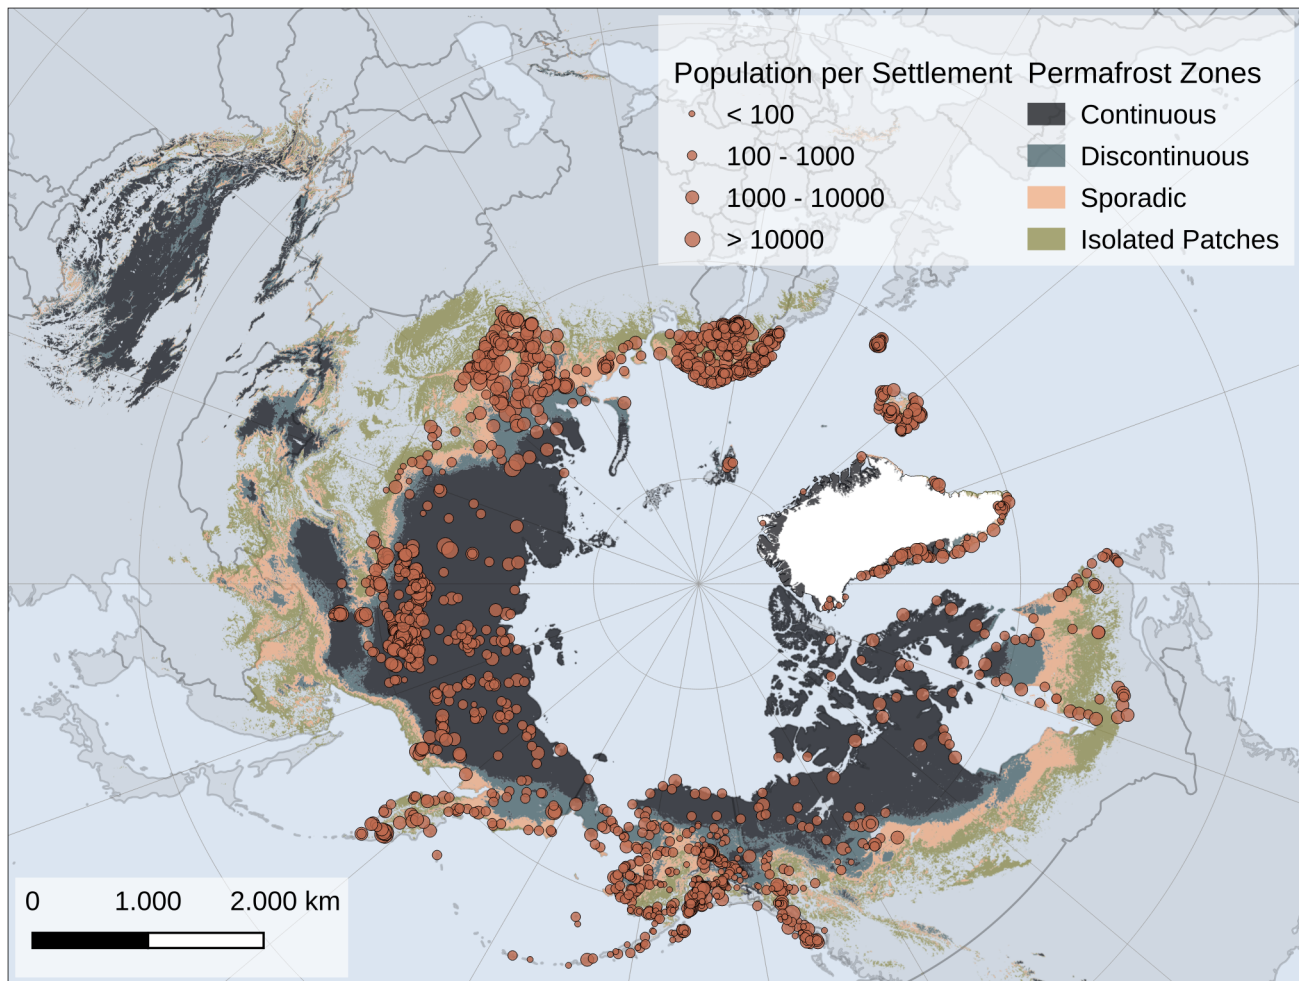 Population per Settlement
< 100
100 - 1000
1000 - 10000
> 10000
Permafrost Zones
Continuous
Discontinuous
Sporadic
Isolated Patches
0 1.000 2.000 km